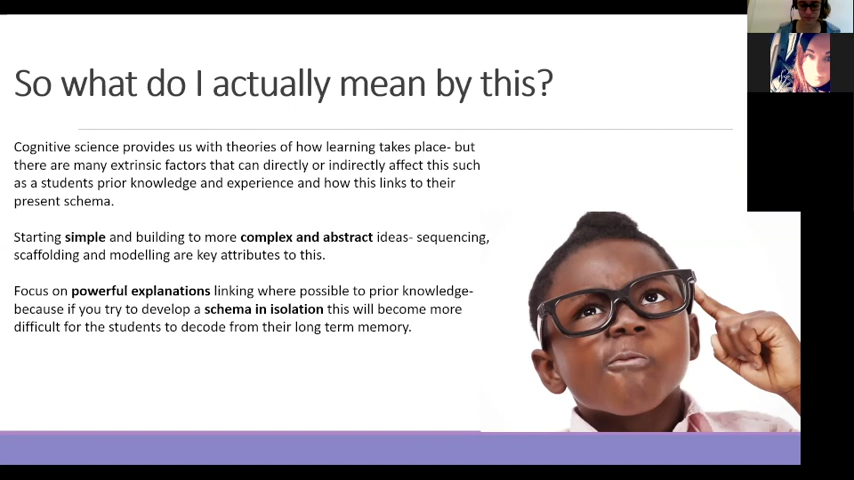 So what do I actually mean by this?
Cognitive science provides us with theories of how learning takes place- but
there are many extrinsic factors that can directly or indirectly affect this such
as a students prior knowledge and experience and how this links to their
present schema.
Starting simple and building to more complex and abstract ideas- sequencing,
scaffolding and modelling are key attributes to this.
Focus on powerful explanations linking where possible to prior knowledge-
because if you try to develop a schema in isolation this will become more
difficult for the students to decode from their long term memory.